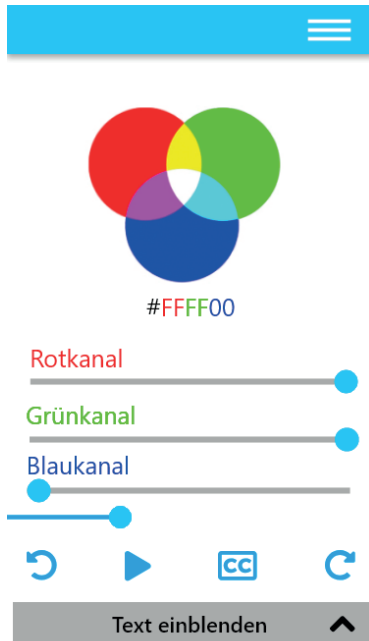 #FFFF00
Rotkanal
Grünkanal
Blaukanal
CC
Text einblenden